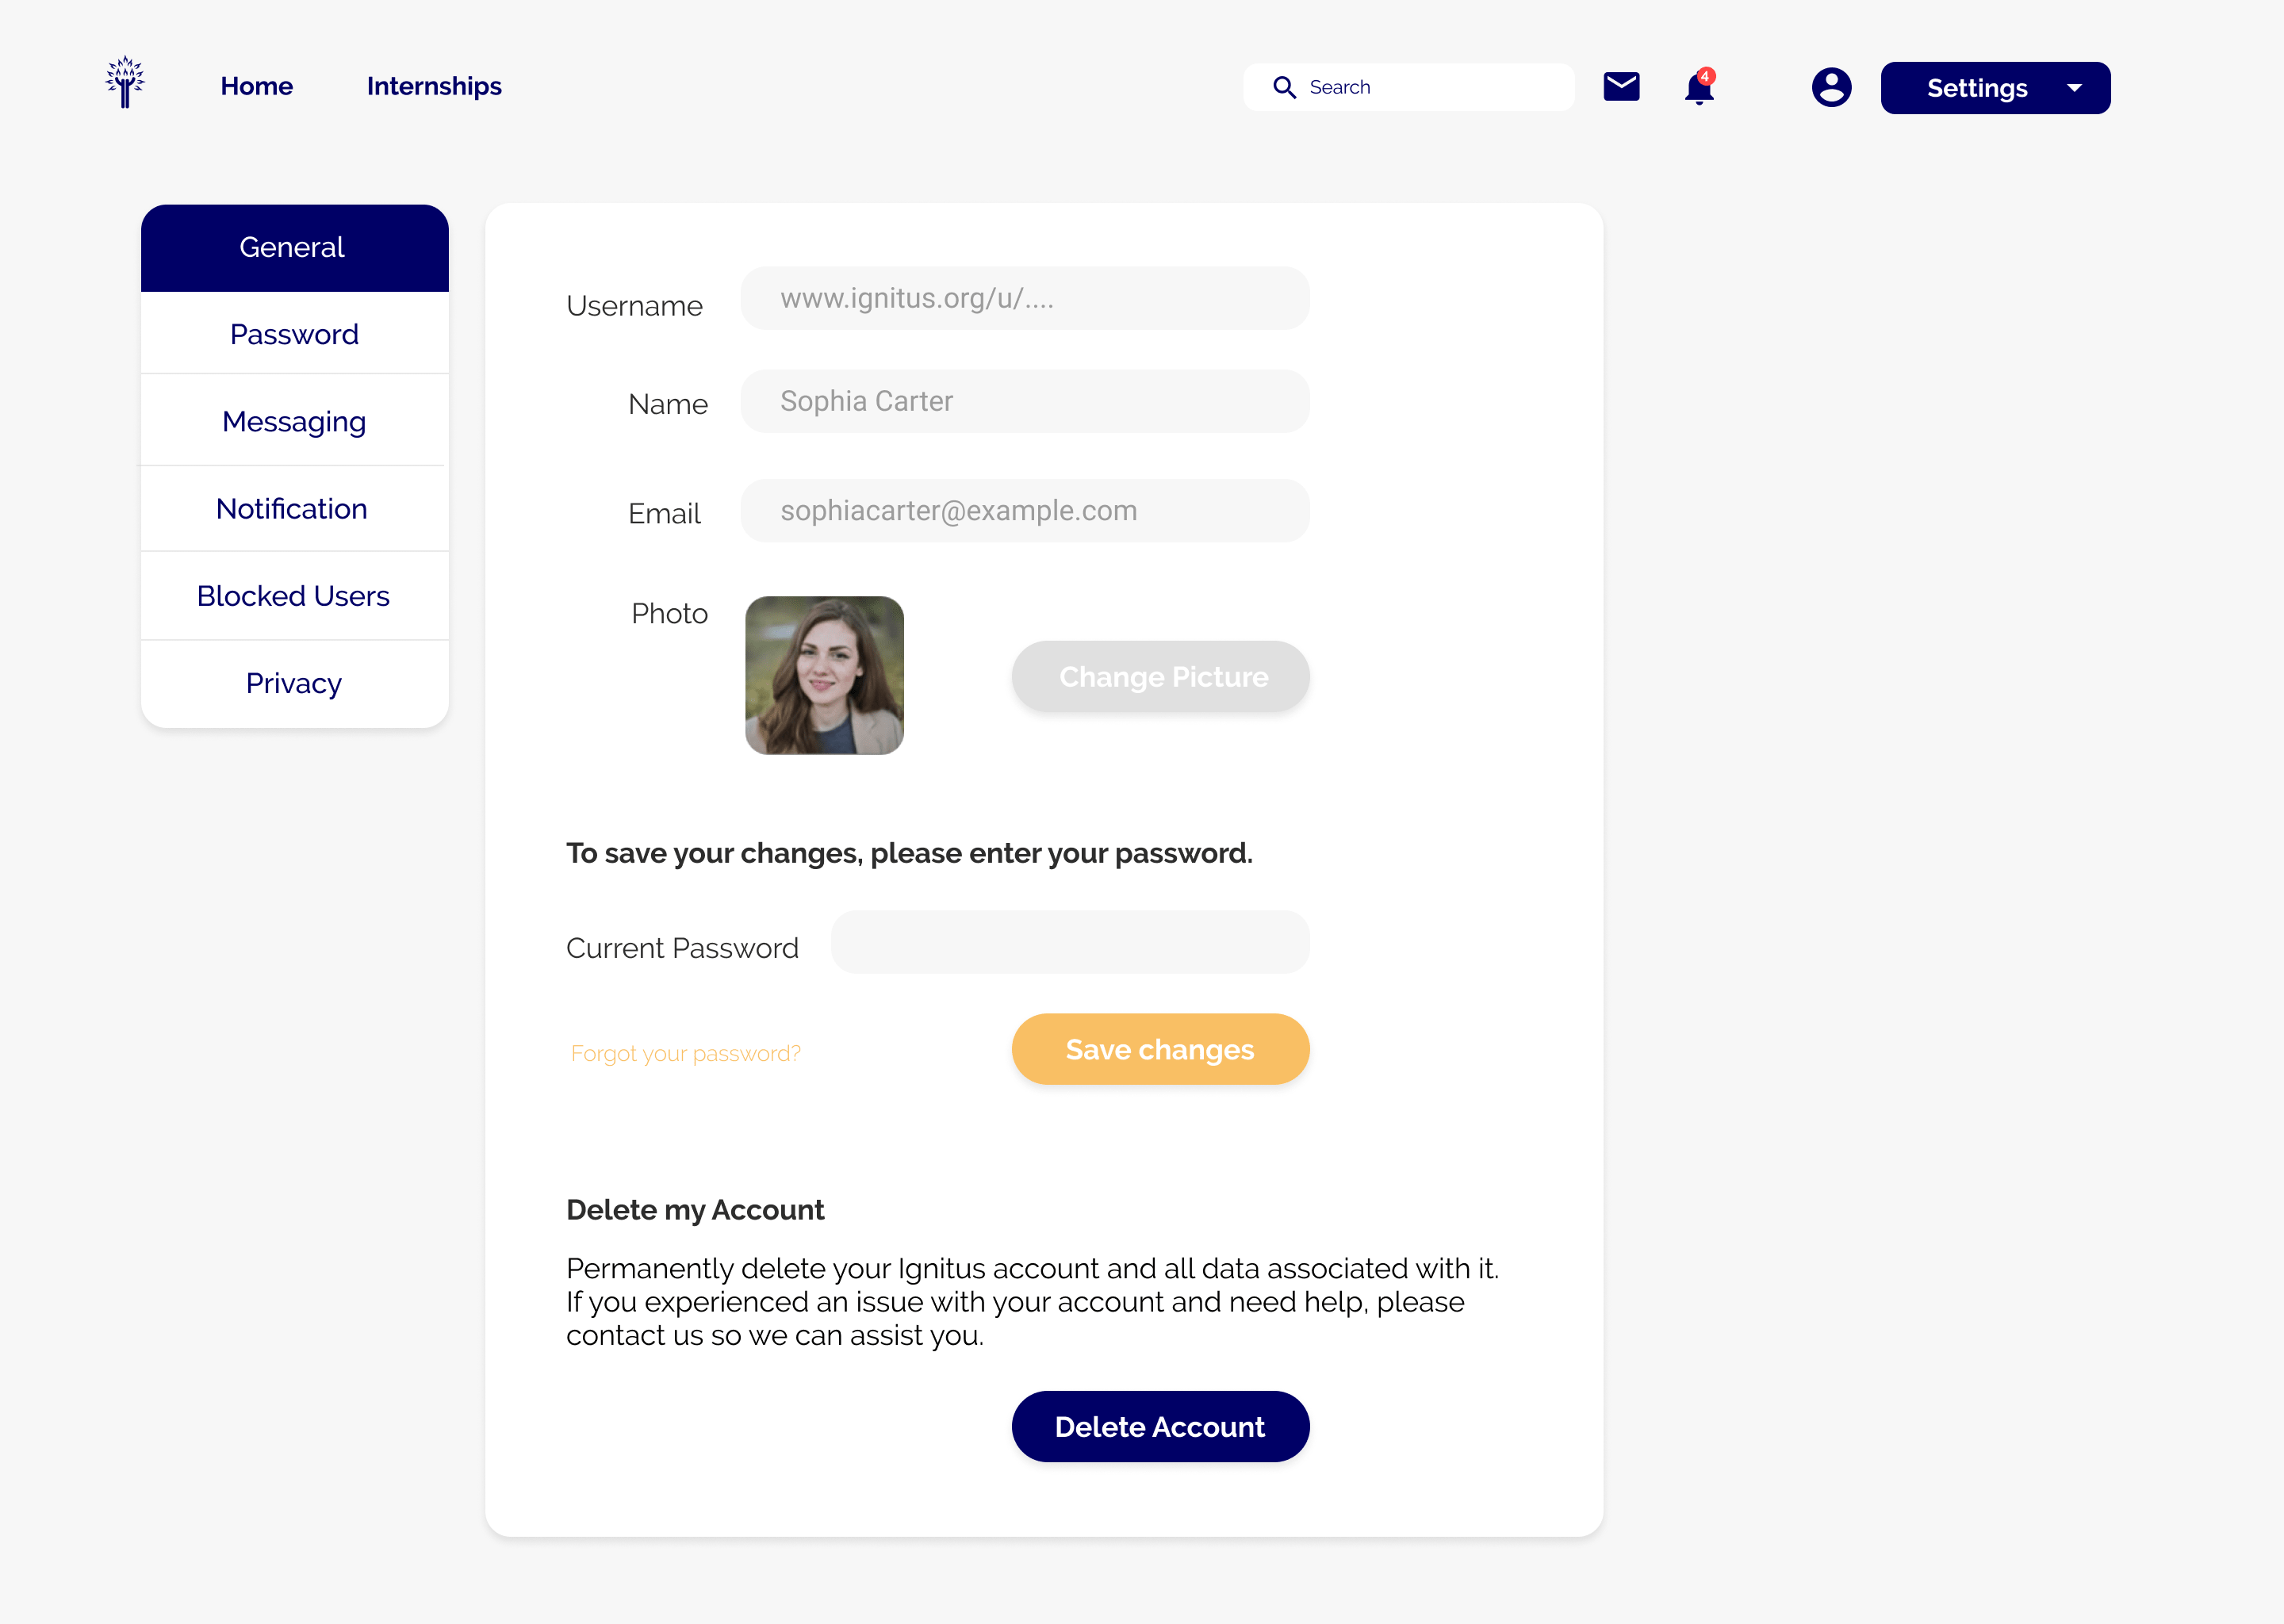 Home
Internships
Search
4
Settings
General
Password
Messaging
Notification
Blocked Users
Privacy
Username
www.ignitus.org/u/....
Name
Sophia Carter
Email
sophiacarter@example.com
Photo
Change Picture
To save your changes, please enter your password.
Current Password
Forgot your password?
Save changes
Delete my Account
Permanently delete your Ignitus account and all data associated with it.
If you experienced an issue with your account and need help, please
contact us so we can assist you.
Delete Account